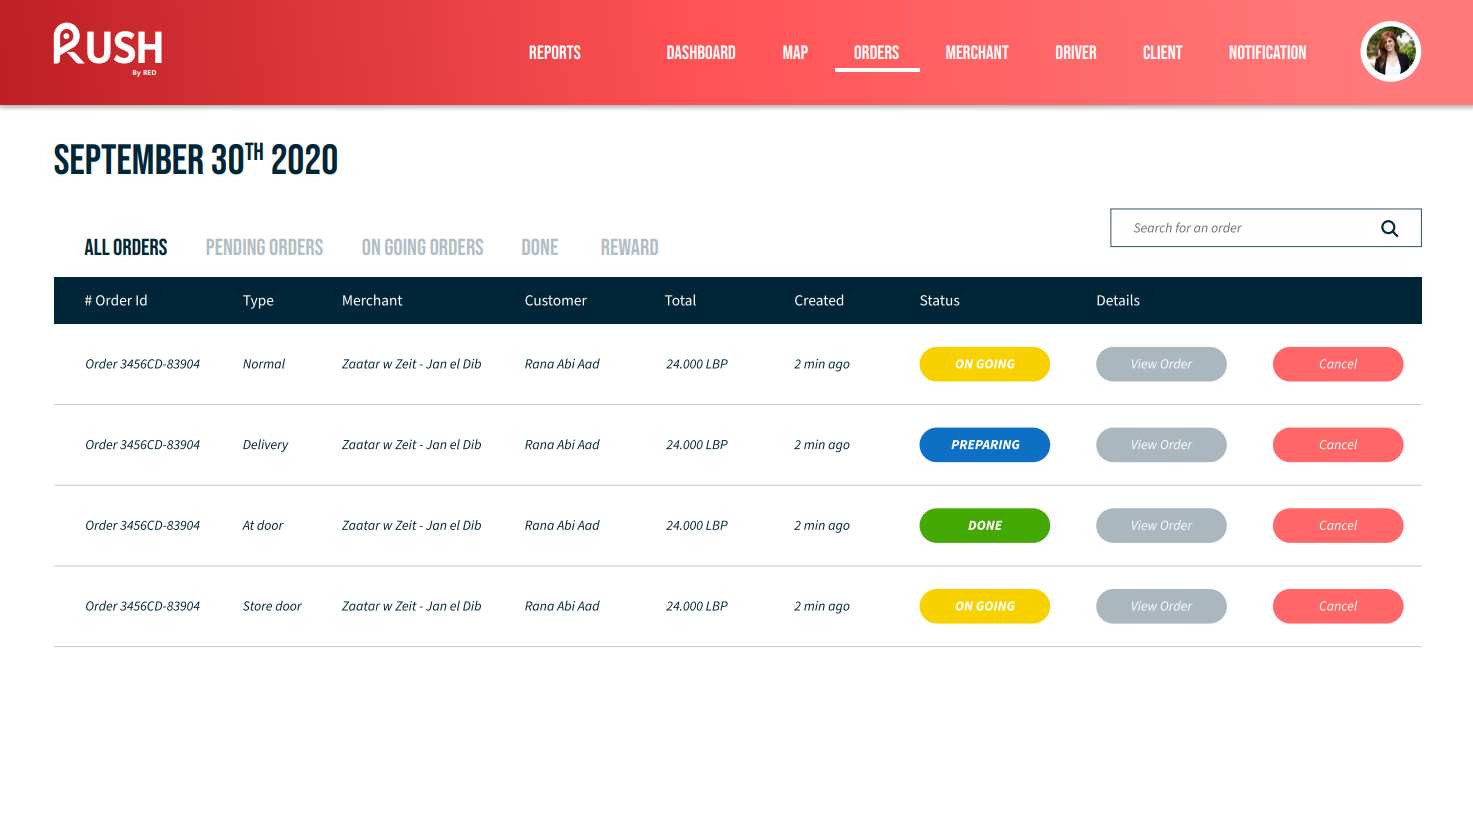 RUSH
By RED
REPORTS DASHBOARD MAP ORDERS MERCHANT DRIVER CLIENT NOTIFICATION
SEPTEMBER 30TH 2020
Search for an order
ALL ORDERS PENDING ORDERS ON GOING ORDERS DONE REWARD
# Order Id Type Merchant Customer Total Created Status Details
Order 3456CD-83904 Normal Zaatar w Zeit - Jan el Dib Rana Abi Aad 24.000 LBP 2 min ago ON GOING View Order Cancel
Order 3456CD-83904 Delivery Zaatar w Zeit - Jan el Dib Rana Abi Aad 24.000 LBP 2 min ago PREPARING View Order Cancel
Order 3456CD-83904 At door Zaatar w Zeit - Jan el Dib Rana Abi Aad 24.000 LBP 2 min ago DONE View Order Cancel
Order 3456CD-83904 Store door Zaatar w Zeit - Jan el Dib Rana Abi Aad 24.000 LBP 2 min ago ON GOING View Order Cancel